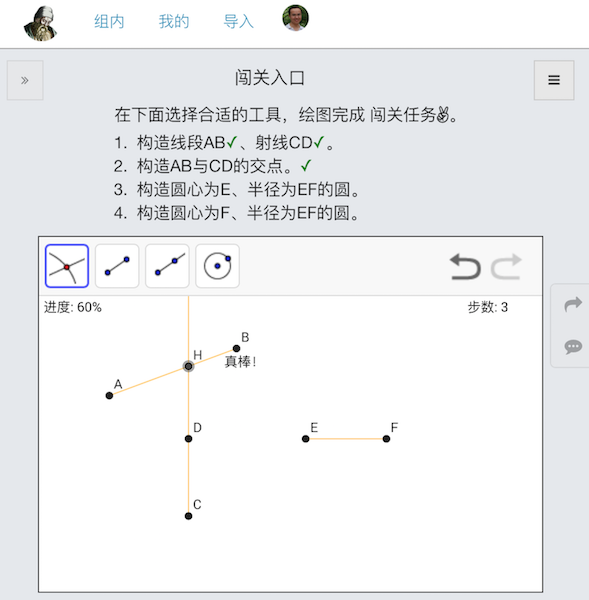 组内 我的 导入
闯关入口
在下面选择合适的工具，绘图完成 闯关任务✌。
1. 构造线段AB✓、射线CD✓。
2. 构造AB与CD的交点。✓
3. 构造圆心为E、半径为EF的圆。
4. 构造圆心为F、半径为EF的圆。
进度: 60% 步数: 3
B
H
真棒!
A
D E F
C